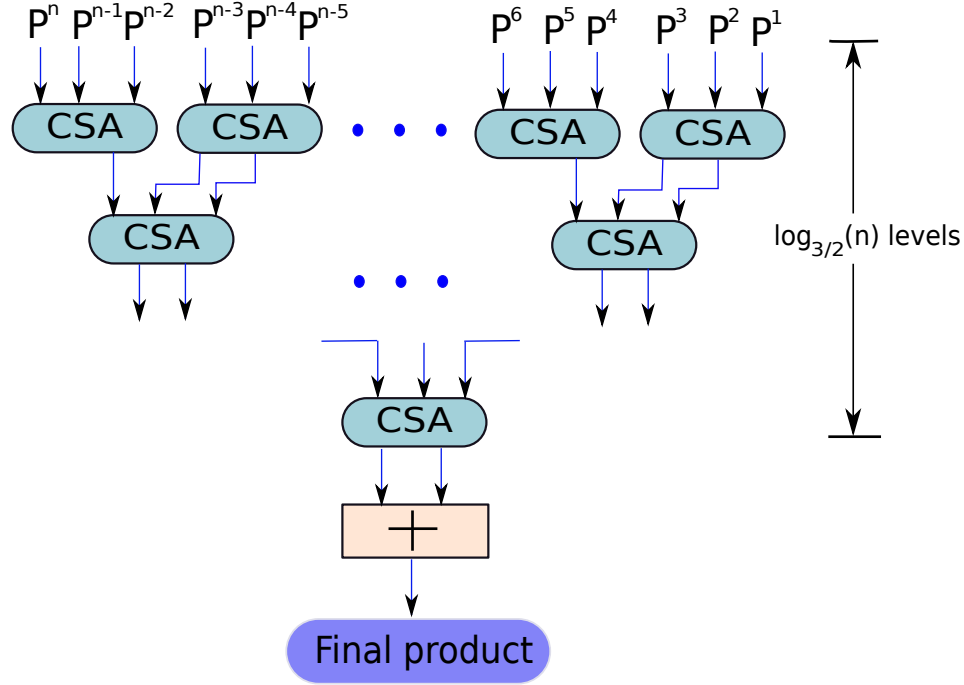 Pⁿ Pⁿ⁻¹ Pⁿ⁻² Pⁿ⁻³ Pⁿ⁻⁴ Pⁿ⁻⁵ P⁶ P⁵ P⁴ P³ P² P¹
CSA CSA CSA CSA
CSA CSA
log₃/₂(n) levels
CSA
+
Final product